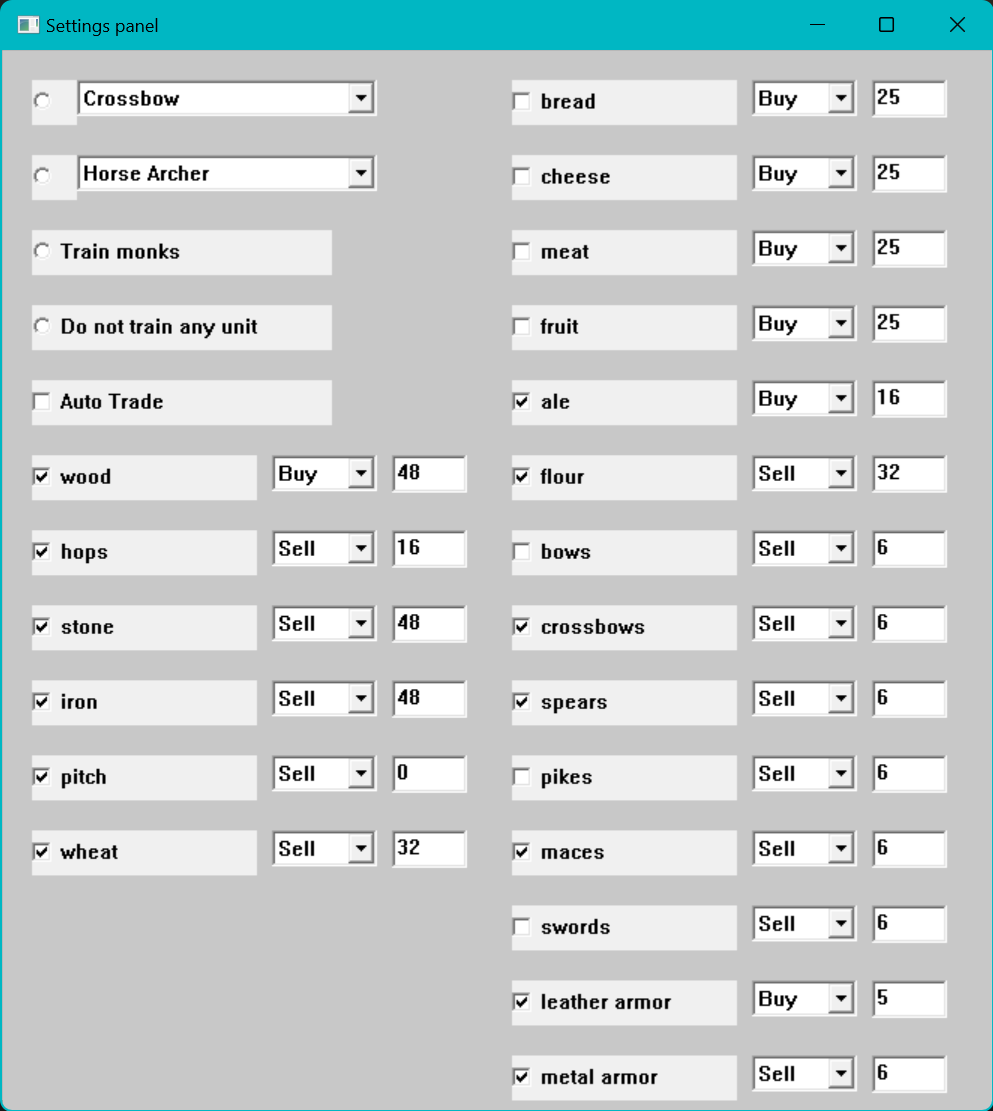 Settings panel
Crossbow
Horse Archer
Train monks
Do not train any unit
Auto Trade
wood Buy 48
hops Sell 16
stone Sell 48
iron Sell 48
pitch Sell 0
wheat Sell 32
bread Buy 25
cheese Buy 25
meat Buy 25
fruit Buy 25
ale Buy 16
flour Sell 32
bows Sell 6
crossbows Sell 6
spears Sell 6
pikes Sell 6
maces Sell 6
swords Sell 6
leather armor Buy 5
metal armor Sell 6